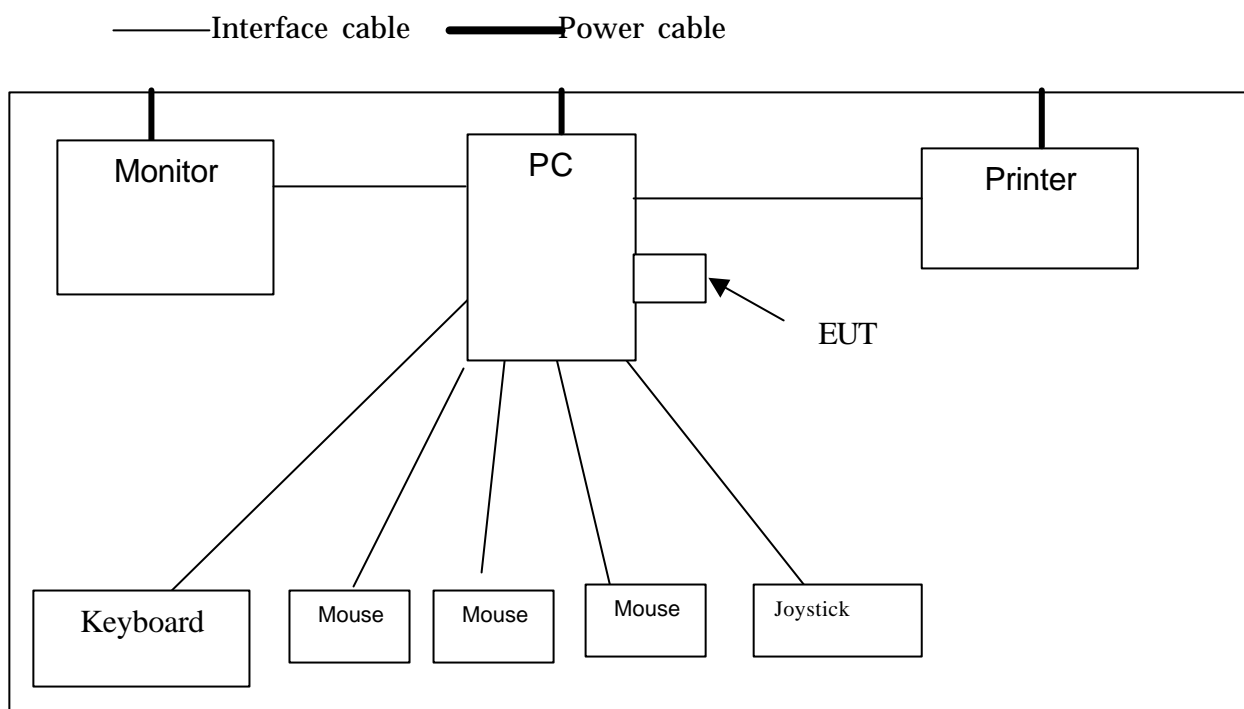 Interface cable Power cable
Monitor PC Printer
EUT
Keyboard Mouse Mouse Mouse Joystick